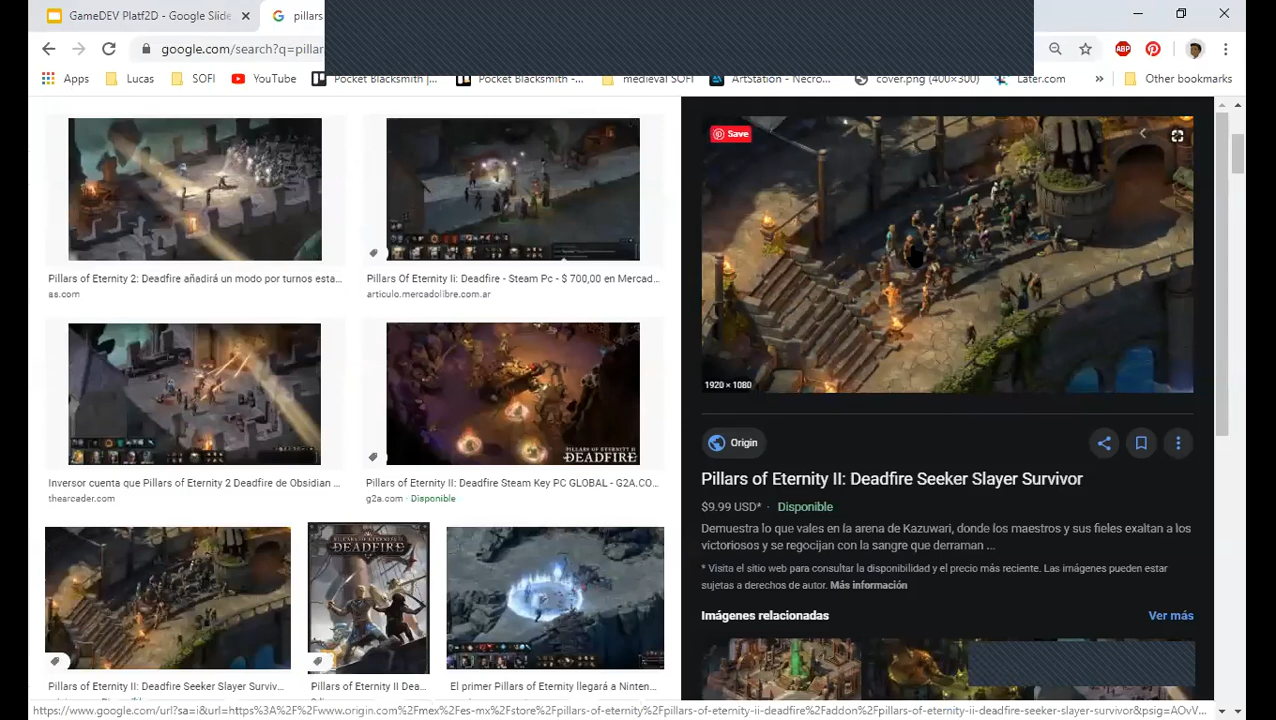 GameDEV Platf2D - Google Slide
pillars
google.com/search?q=pillar
ABP
Apps
Lucas
SOFI
YouTube
Pocket Blacksmith |...
Pocket Blacksmith -...
medieval SOFI
ArtStation - Necro...
cover.png (400×300)
Later.com
Other bookmarks
Save
1920 × 1080
Pillars of Eternity 2: Deadfire añadirá un modo por turnos esta...
as.com
Pillars Of Eternity Ii: Deadfire - Steam Pc - $ 700,00 en Mercad...
articulo.mercadolibre.com.ar
PILLARS OF ETERNITY II
DEADFIRE
Inversor cuenta que Pillars of Eternity 2 Deadfire de Obsidian ...
thearcader.com
Pillars of Eternity II: Deadfire Steam Key PC GLOBAL - G2A.CO...
g2a.com · Disponible
DEADFIRE
Pillars of Eternity II: Deadfire Seeker Slayer Surviv...
Pillars of Eternity II Dea...
El primer Pillars of Eternity llegará a Ninten...
Origin
Pillars of Eternity II: Deadfire Seeker Slayer Survivor
$9.99 USD* · Disponible
Demuestra lo que vales en la arena de Kazuwari, donde los maestros y sus fieles exaltan a los
victoriosos y se regocijan con la sangre que derraman ...
* Visita el sitio web para consultar la disponibilidad y el precio más reciente. Las imágenes pueden estar
sujetas a derechos de autor. Más información
Imágenes relacionadas
Ver más
https://www.google.com/url?sa=i&url=https%3A%2F%2Fwww.origin.com%2Fmex%2Fes-mx%2Fstore%2Fpillars-of-eternity%2Fpillars-of-eternity-ii-deadfire%2Faddon%2Fpillars-of-eternity-ii-deadfire-seeker-slayer-survivor&psig=AOvV...